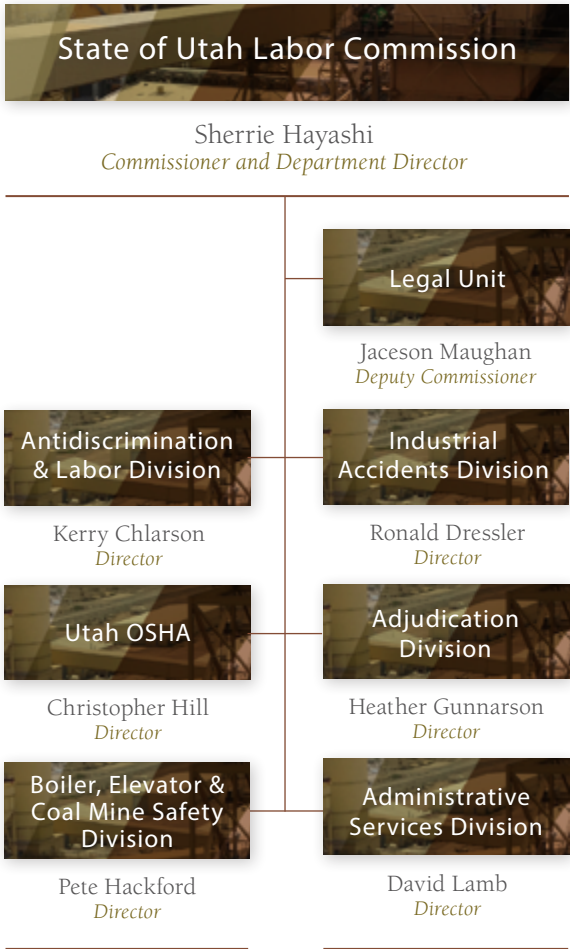 State of Utah Labor Commission
Sherrie Hayashi
Commissioner and Department Director
Legal Unit
Jaceson Maughan
Deputy Commissioner
Antidiscrimination
& Labor Division
Kerry Chlarson
Director
Industrial
Accidents Division
Ronald Dressler
Director
Utah OSHA
Christopher Hill
Director
Adjudication
Division
Heather Gunnarson
Director
Boiler, Elevator &
Coal Mine Safety
Division
Pete Hackford
Director
Administrative
Services Division
David Lamb
Director